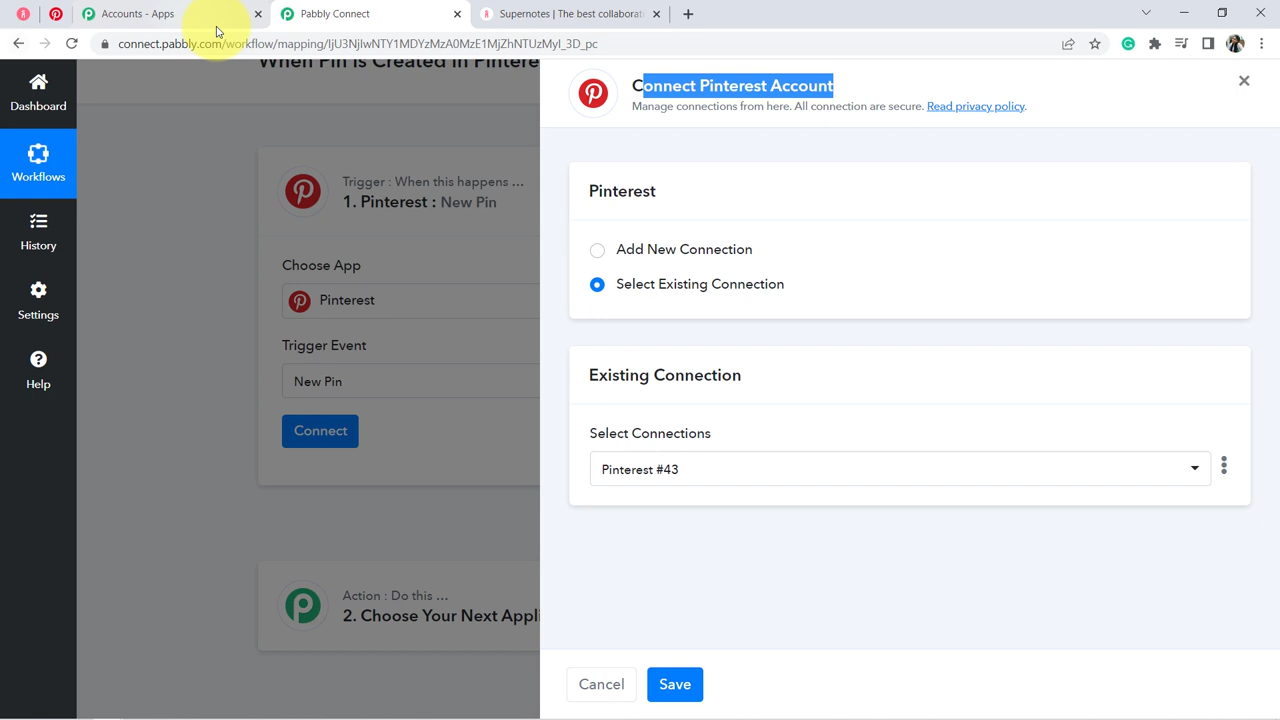 Accounts - Apps
Pabbly Connect
Supernotes | The best collaborat
connect.pabbly.com/workflow/mapping/IjU3NjIwNTY1MDYzMzA0MzE1MjZhNTUzMyI_3D_pc
When Pin is Created in Pintere
Dashboard
Workflows
History
Settings
Help
Trigger : When this happens ...
1. Pinterest : New Pin
Choose App
Pinterest
Trigger Event
New Pin
Connect
Action : Do this ...
2. Choose Your Next Appli
Connect Pinterest Account
Manage connections from here. All connection are secure. Read privacy policy.
Pinterest
Add New Connection
Select Existing Connection
Existing Connection
Select Connections
Pinterest #43
Cancel
Save